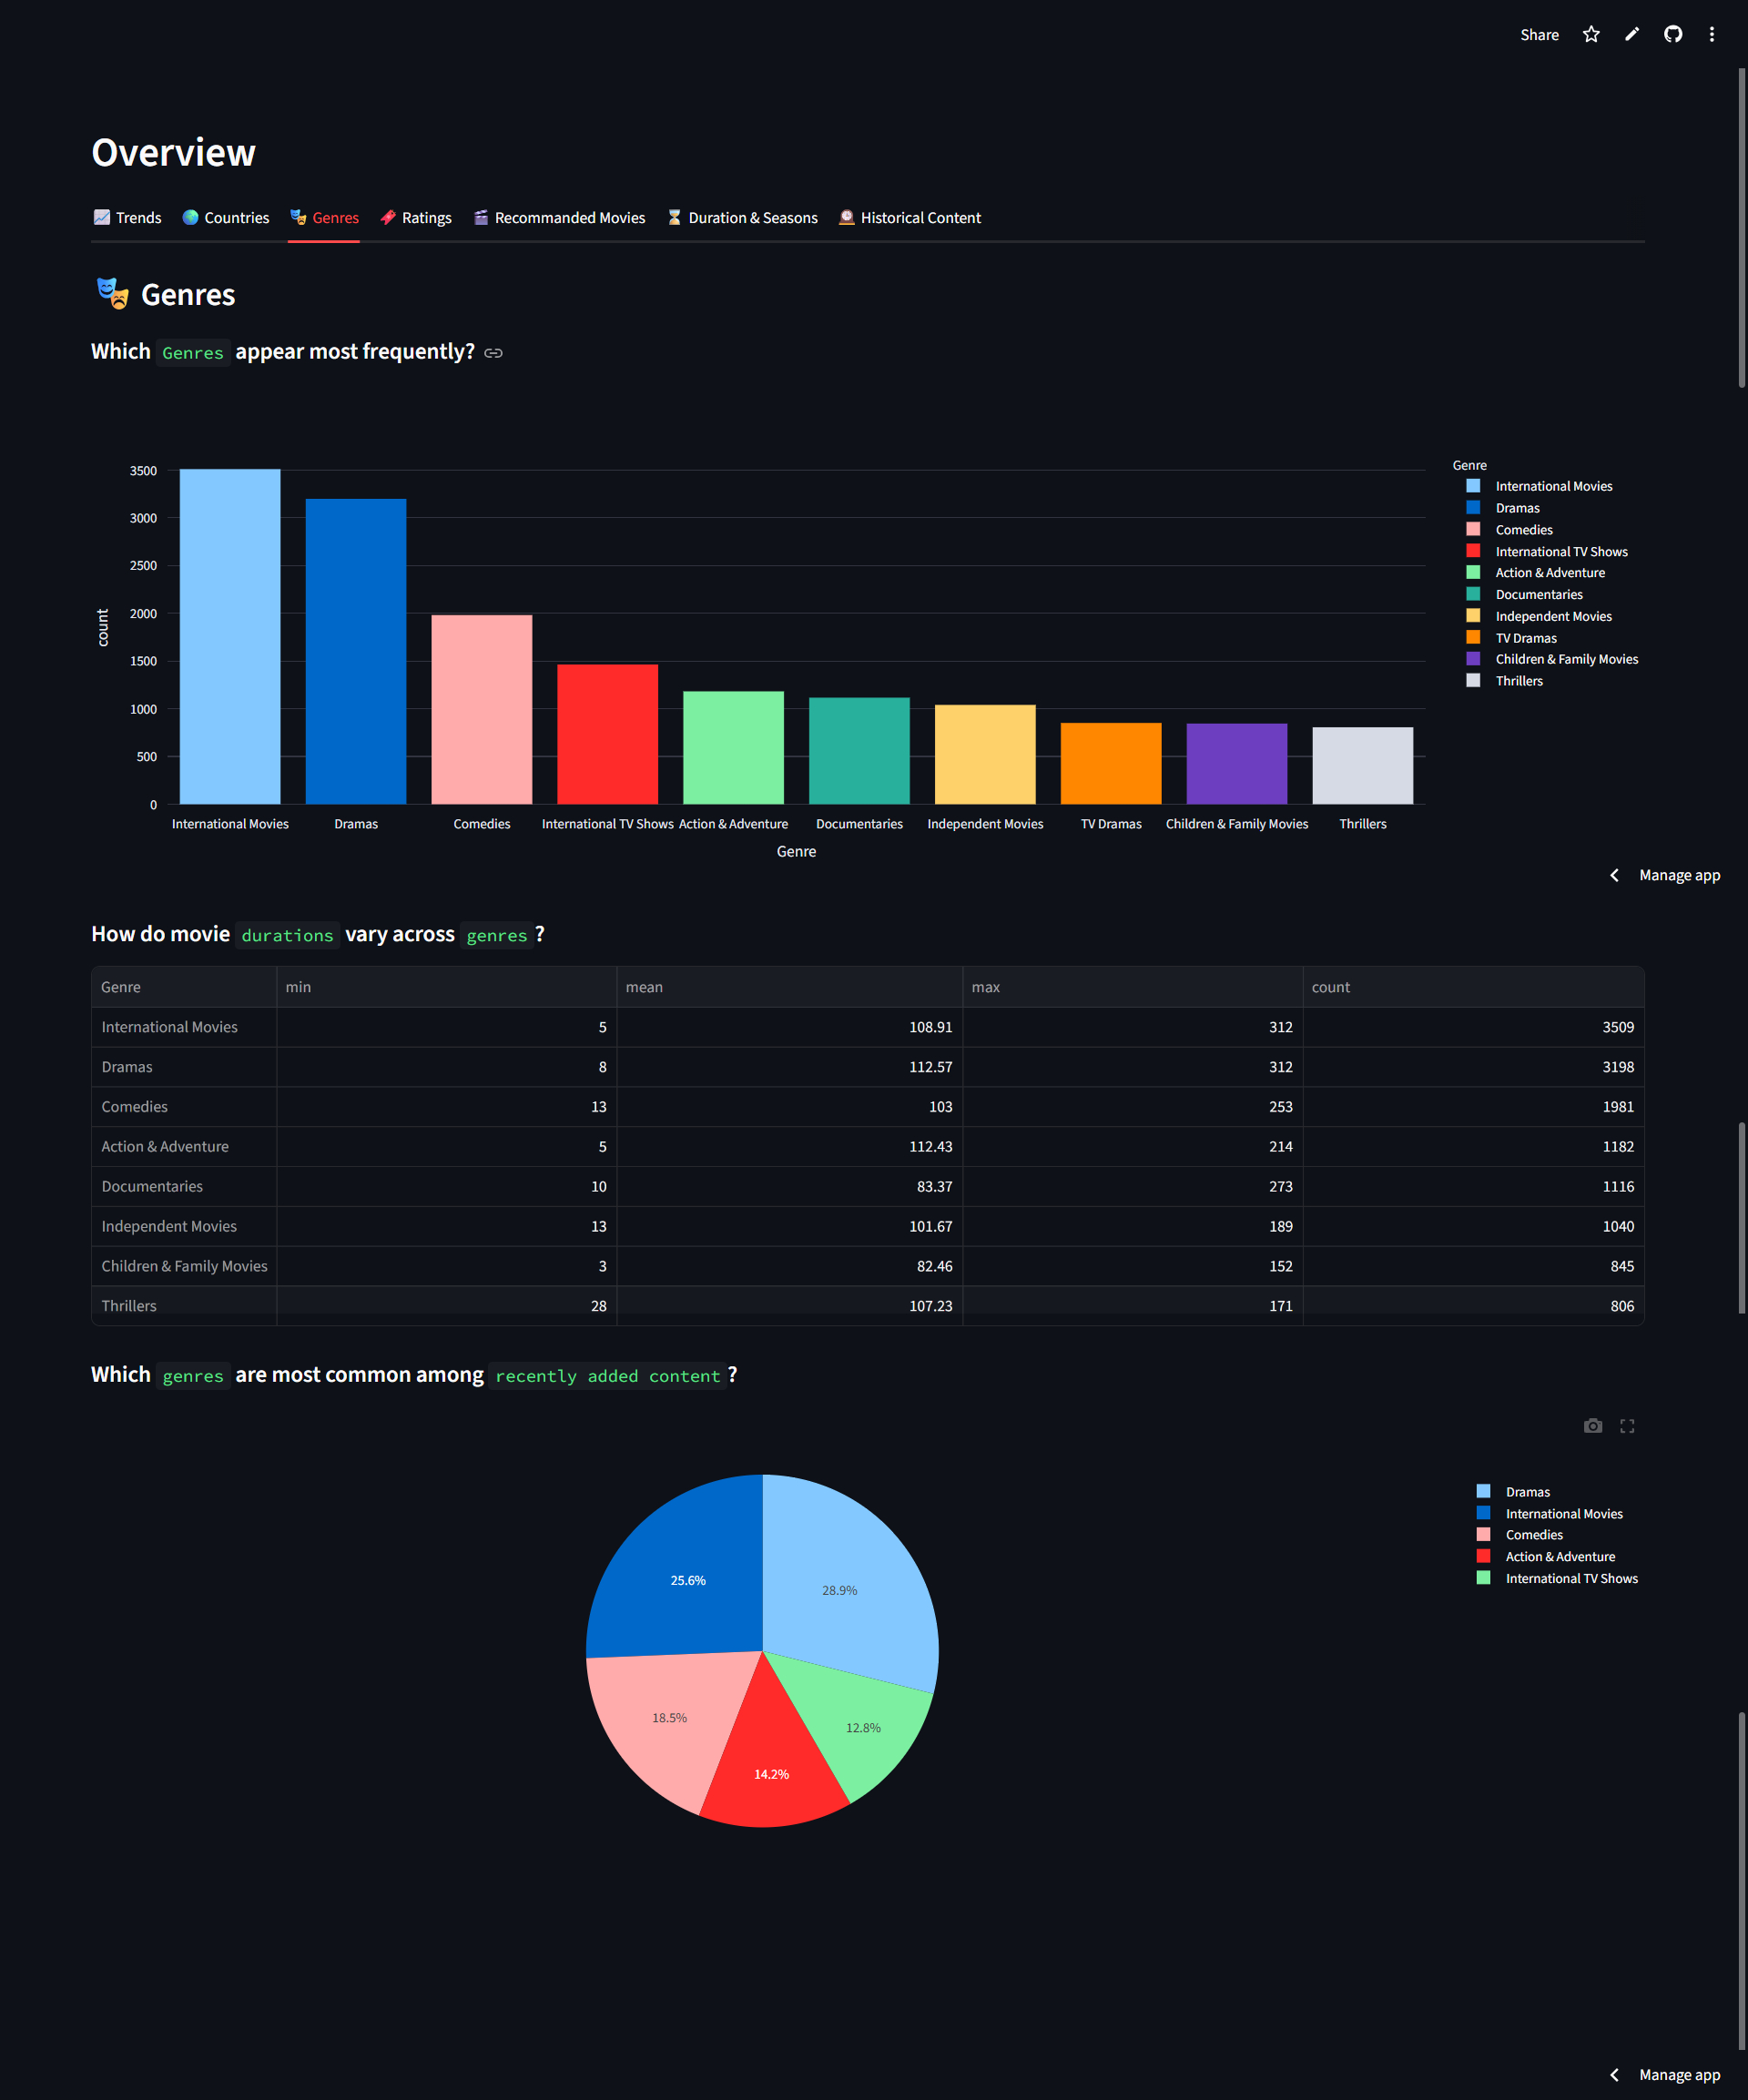 Share
Overview
Trends Countries Genres Ratings Recommanded Movies Duration & Seasons Historical Content
Genres
Which Genres appear most frequently?
3500
3000
2500
2000
1500
1000
500
0
count
International Movies Dramas Comedies International TV Shows Action & Adventure Documentaries Independent Movies TV Dramas Children & Family Movies Thrillers
Genre
Genre
International Movies
Dramas
Comedies
International TV Shows
Action & Adventure
Documentaries
Independent Movies
TV Dramas
Children & Family Movies
Thrillers
Manage app
How do movie durations vary across genres?
Genre min mean max count
International Movies 5 108.91 312 3509
Dramas 8 112.57 312 3198
Comedies 13 103 253 1981
Action & Adventure 5 112.43 214 1182
Documentaries 10 83.37 273 1116
Independent Movies 13 101.67 189 1040
Children & Family Movies 3 82.46 152 845
Thrillers 28 107.23 171 806
Which genres are most common among recently added content?
25.6%
28.9%
18.5%
12.8%
14.2%
Dramas
International Movies
Comedies
Action & Adventure
International TV Shows
Manage app